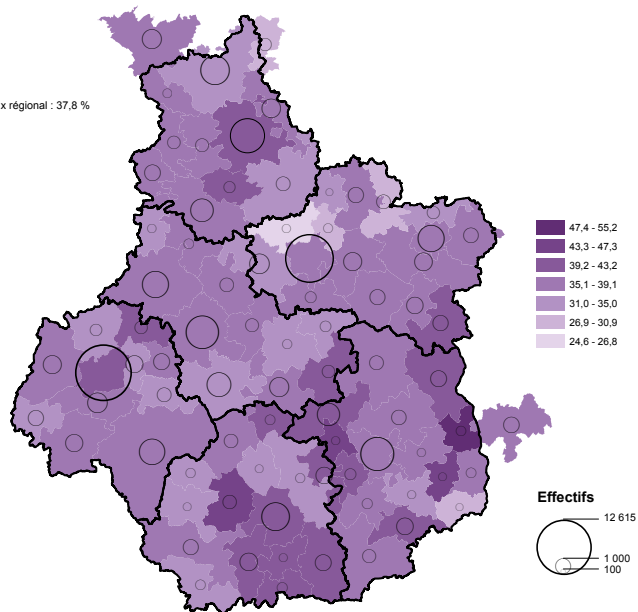 x régional : 37,8 %
47,4 - 55,2
43,3 - 47,3
39,2 - 43,2
35,1 - 39,1
31,0 - 35,0
26,9 - 30,9
24,6 - 26,8
Effectifs
12 615
1 000
100